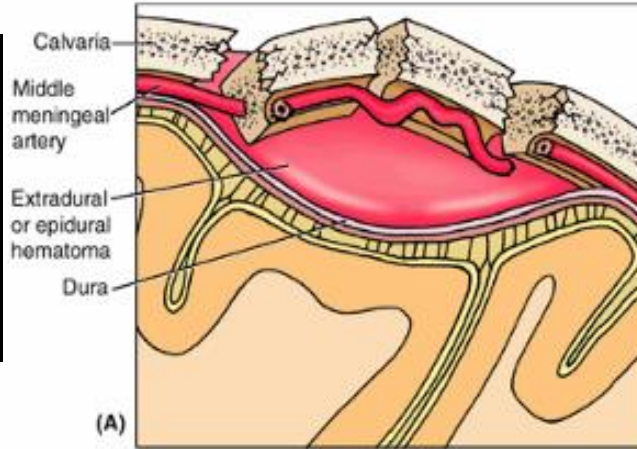 Calvaria
Middle
meningeal
artery
Extradural
or epidural
hematoma
Dura
(A)